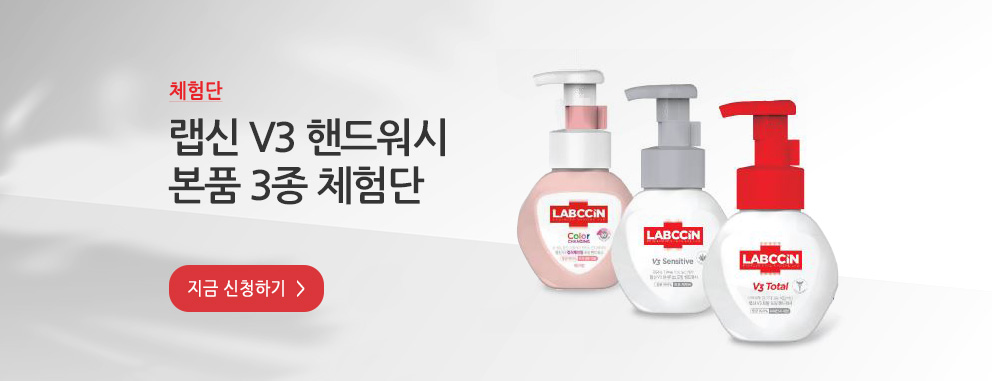 체험단
랩신 V3 핸드워시
본품 3종 체험단
지금 신청하기 >
LABCCiN
Color
CHANGING
LABCCiN
V3 Sensitive
LABCCiN
V3 Total